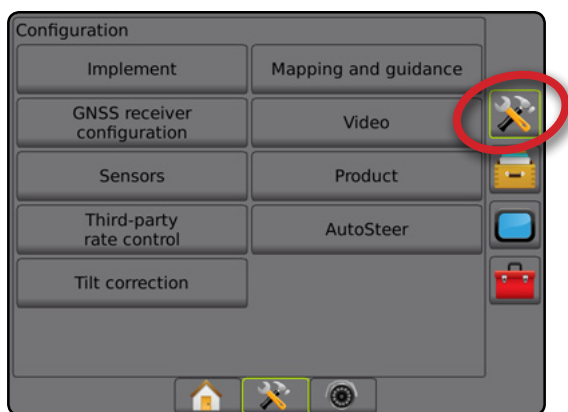 Configuration
Implement
Mapping and guidance
GNSS receiver
configuration
Video
Sensors
Product
Third-party
rate control
AutoSteer
Tilt correction